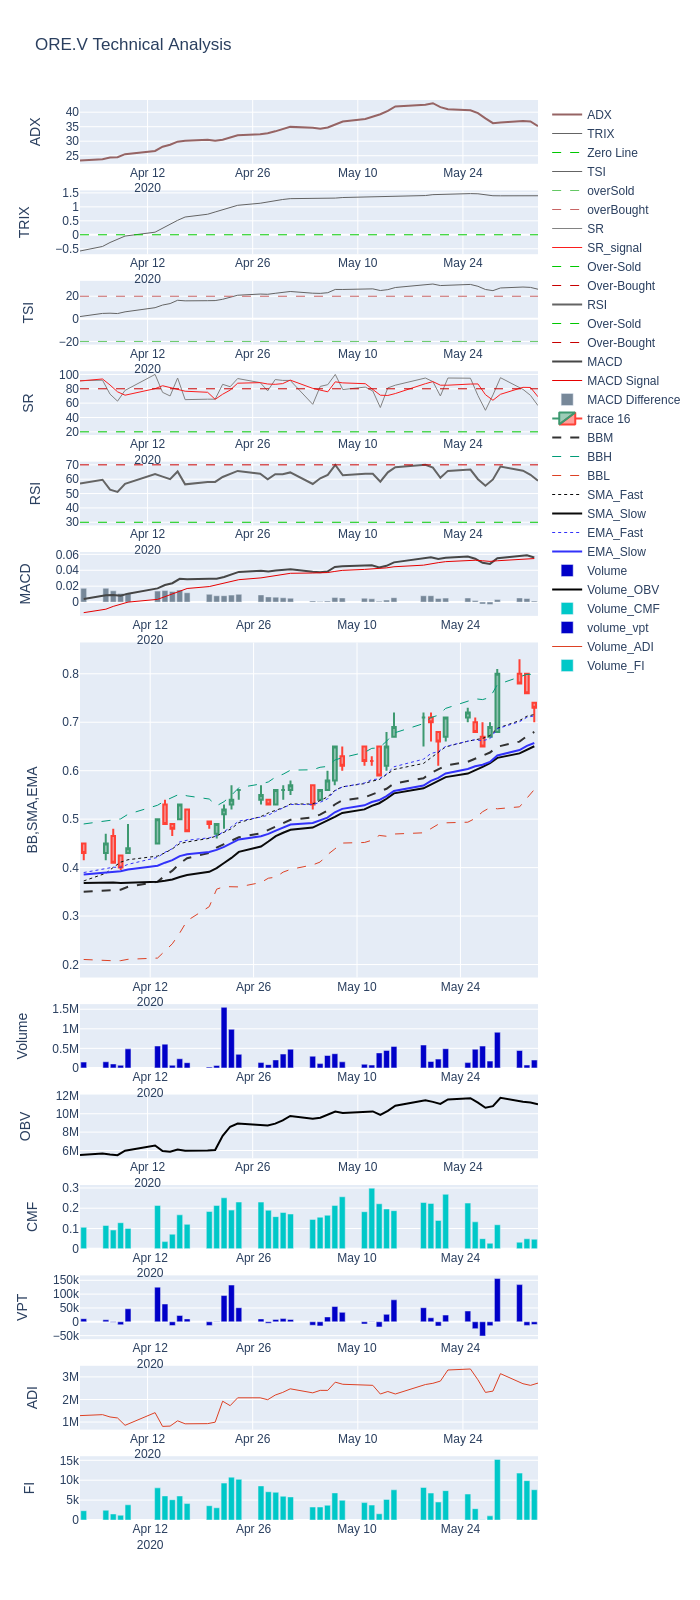 ORE.V Technical Analysis
ADX
40
35
30
25
Apr 12
2020
Apr 26
May 10
May 24
TRIX
1.5
1
0.5
0
−0.5
Apr 12
2020
Apr 26
May 10
May 24
TSI
20
0
−20
Apr 12
2020
Apr 26
May 10
May 24
SR
100
80
60
40
20
Apr 12
2020
Apr 26
May 10
May 24
RSI
70
60
50
40
30
Apr 12
2020
Apr 26
May 10
May 24
MACD
0.06
0.04
0.02
0
Apr 12
2020
Apr 26
May 10
May 24
BB,SMA,EMA
0.8
0.7
0.6
0.5
0.4
0.3
0.2
Apr 12
2020
Apr 26
May 10
May 24
Volume
1.5M
1M
0.5M
0
Apr 12
2020
Apr 26
May 10
May 24
OBV
12M
10M
8M
6M
Apr 12
2020
Apr 26
May 10
May 24
CMF
0.3
0.2
0.1
0
Apr 12
2020
Apr 26
May 10
May 24
VPT
150k
100k
50k
0
−50k
Apr 12
2020
Apr 26
May 10
May 24
ADI
3M
2M
1M
Apr 12
2020
Apr 26
May 10
May 24
FI
15k
10k
5k
0
Apr 12
2020
Apr 26
May 10
May 24
ADX
TRIX
Zero Line
TSI
overSold
overBought
SR
SR_signal
Over-Sold
Over-Bought
RSI
Over-Sold
Over-Bought
MACD
MACD Signal
MACD Difference
trace 16
BBM
BBH
BBL
SMA_Fast
SMA_Slow
EMA_Fast
EMA_Slow
Volume
Volume_OBV
Volume_CMF
volume_vpt
Volume_ADI
Volume_FI